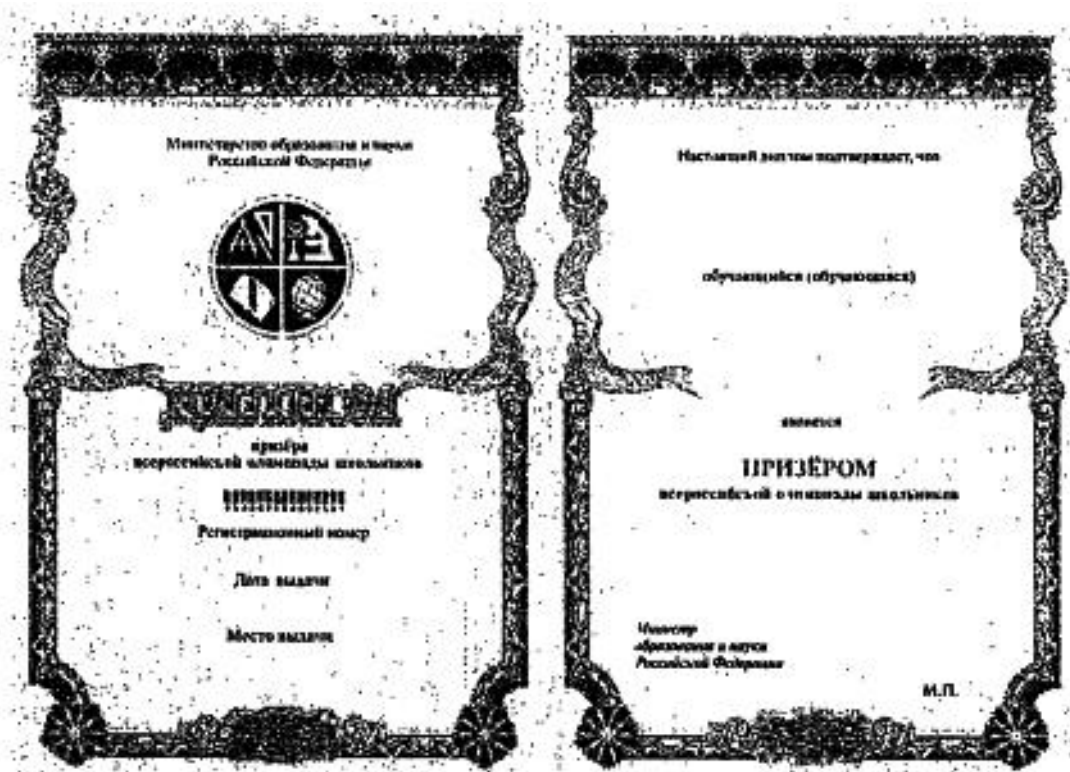 Министерство образования и науки
Российской Федерации
призёра
всероссийской олимпиады школьников
Регистрационный номер
Дата выдачи
Место выдачи
Настоящий диплом подтверждает, что
обучающийся (обучающаяся)
является
ПРИЗЁРОМ
всероссийской олимпиады школьников
Министр
образования и науки
Российской Федерации
М.П.